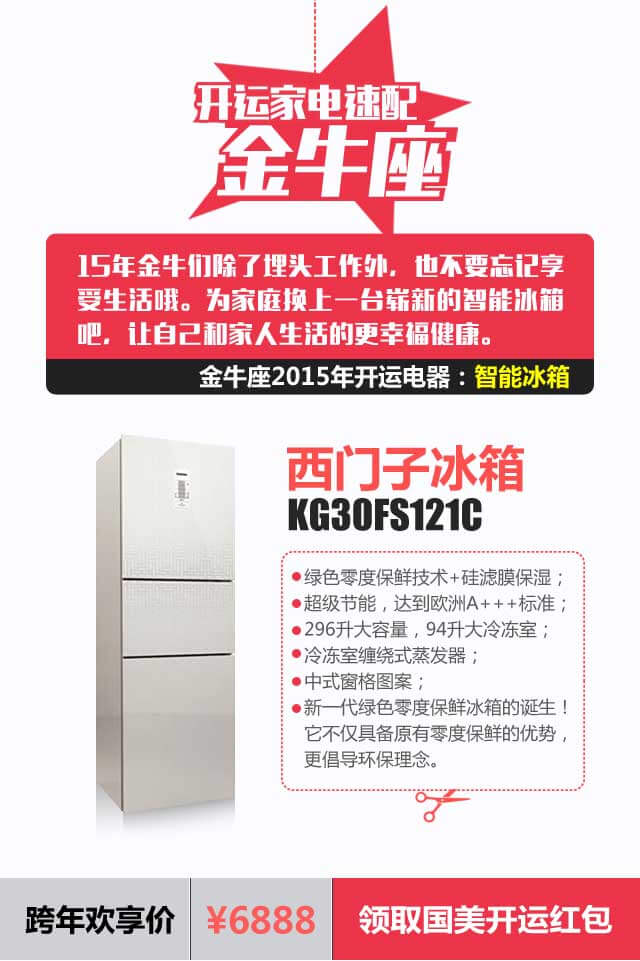 开运家电速配
金牛座
15年金牛们除了埋头工作外，也不要忘记享
受生活哦。为家庭换上一台崭新的智能冰箱
吧，让自己和家人生活的更幸福健康。
金牛座2015年开运电器：智能冰箱
西门子冰箱
KG30FS121C
●绿色零度保鲜技术+硅滤膜保湿；
●超级节能，达到欧洲A+++标准；
●296升大容量，94升大冷冻室；
●冷冻室缠绕式蒸发器；
●中式窗格图案；
●新一代绿色零度保鲜冰箱的诞生！
它不仅具备原有零度保鲜的优势，
更倡导环保理念。
跨年欢享价 ¥6888 领取国美开运红包